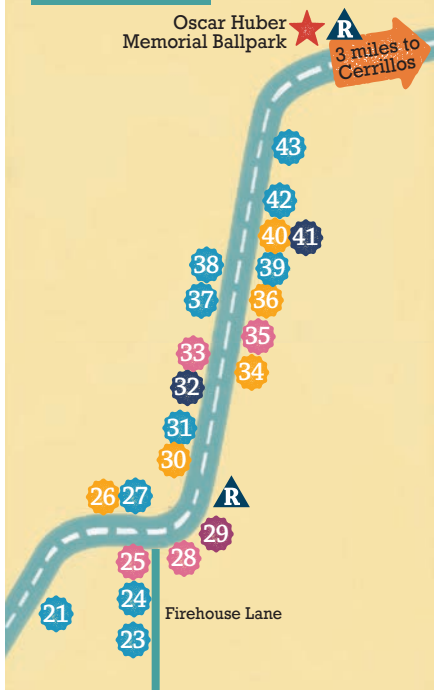 Oscar Huber
Memorial Ballpark
R
3 miles to
Cerrillos
43
42
40 41
38
39
37
36
35
33
34
32
31
30
26 27
R
29
25
28
24
21
Firehouse Lane
23